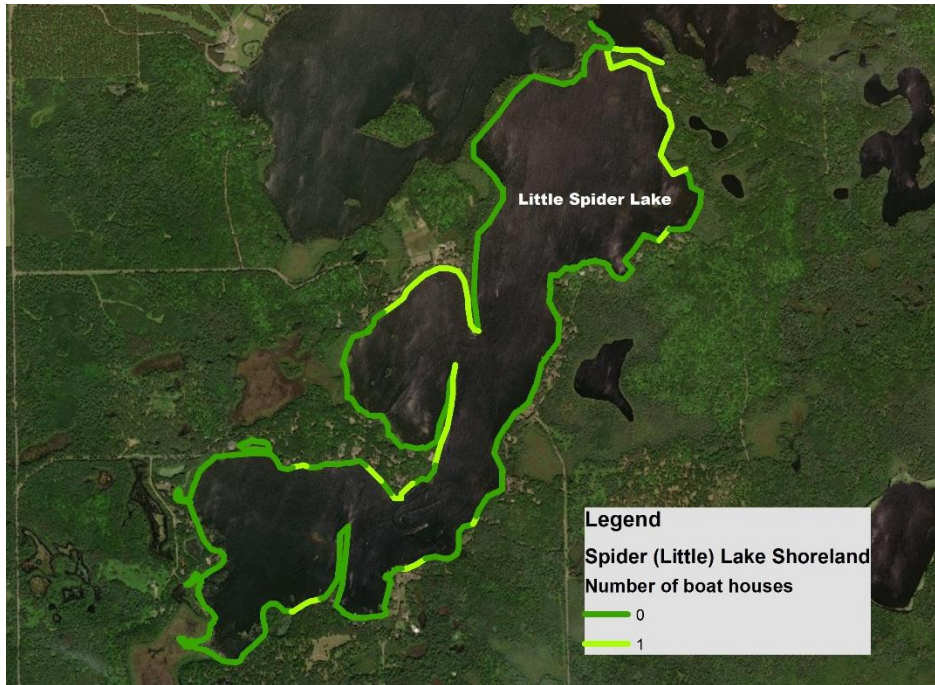 Little Spider Lake
Legend
Spider (Little) Lake Shoreland
Number of boat houses
0
1